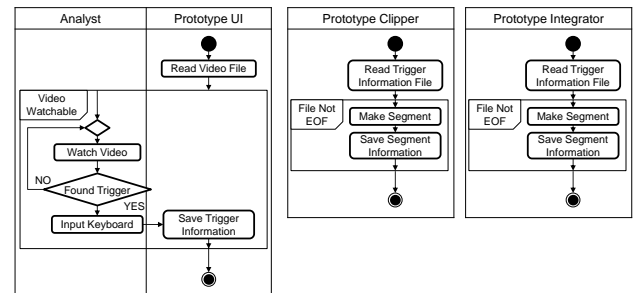 Analyst
Prototype UI
Read Video File
Video
Watchable
Watch Video
NO
Found Trigger
YES
Input Keyboard
Save Trigger
Information
Prototype Clipper
Read Trigger
Information File
File Not
EOF
Make Segment
Save Segment
Information
Prototype Integrator
Read Trigger
Information File
File Not
EOF
Make Segment
Save Segment
Information